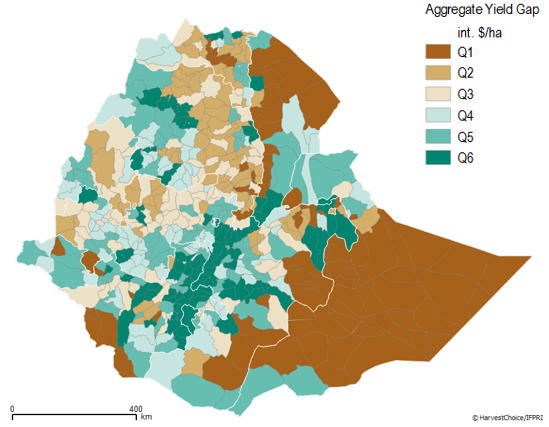 Aggregate Yield Gap
int. $/ha
Q1
Q2
Q3
Q4
Q5
Q6
0 400
km
© HarvestChoice/IFPRI